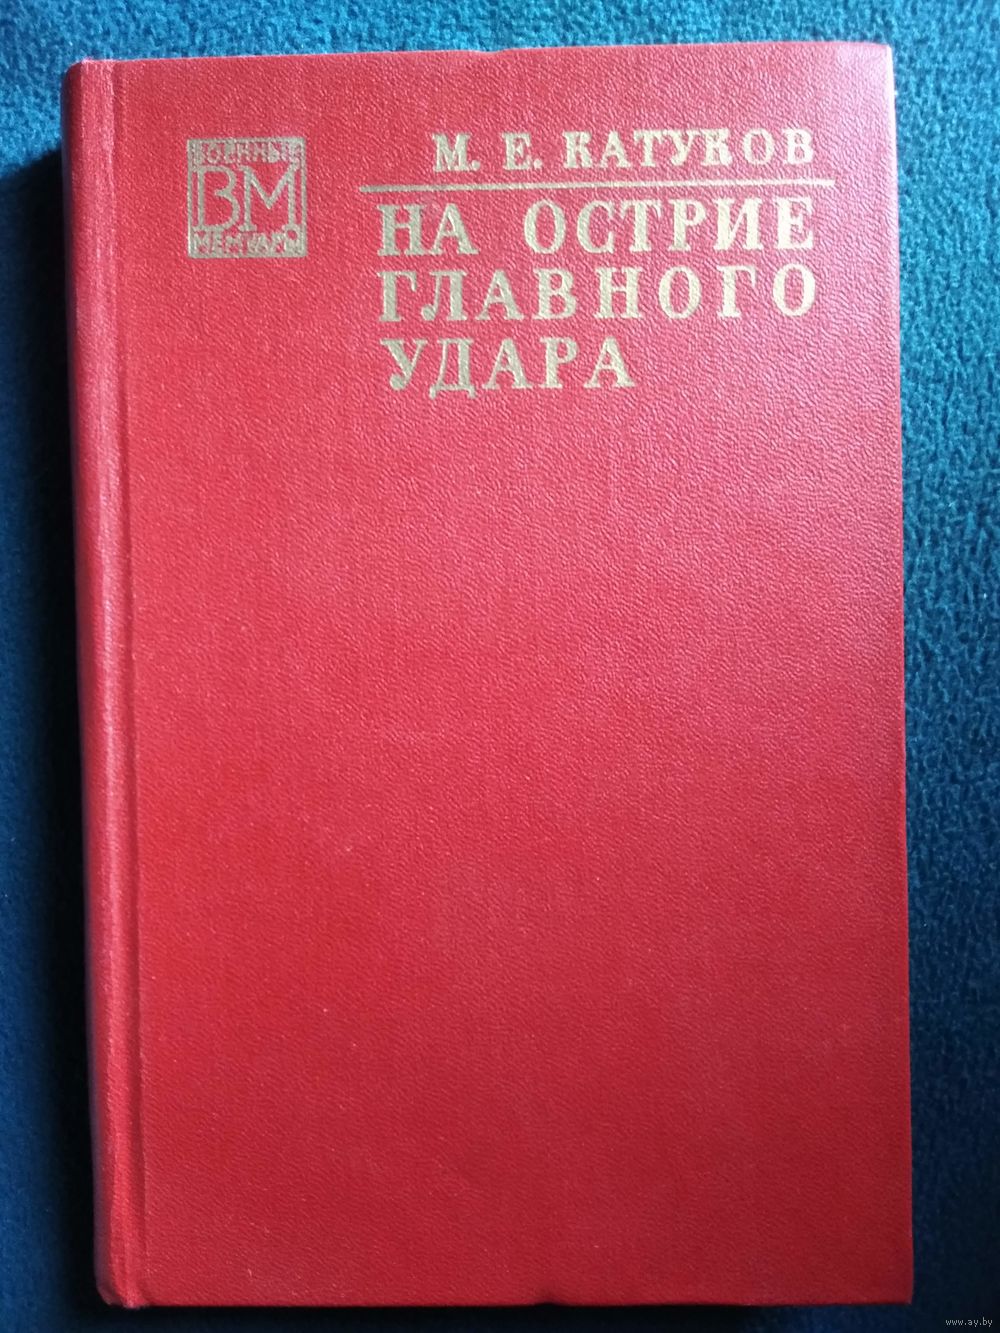 ВОЕННЫЕ
ВМ
МЕМУАРЫ
М. Е. КАТУКОВ
НА ОСТРИЕ
ГЛАВНОГО
УДАРА
www.ay.by